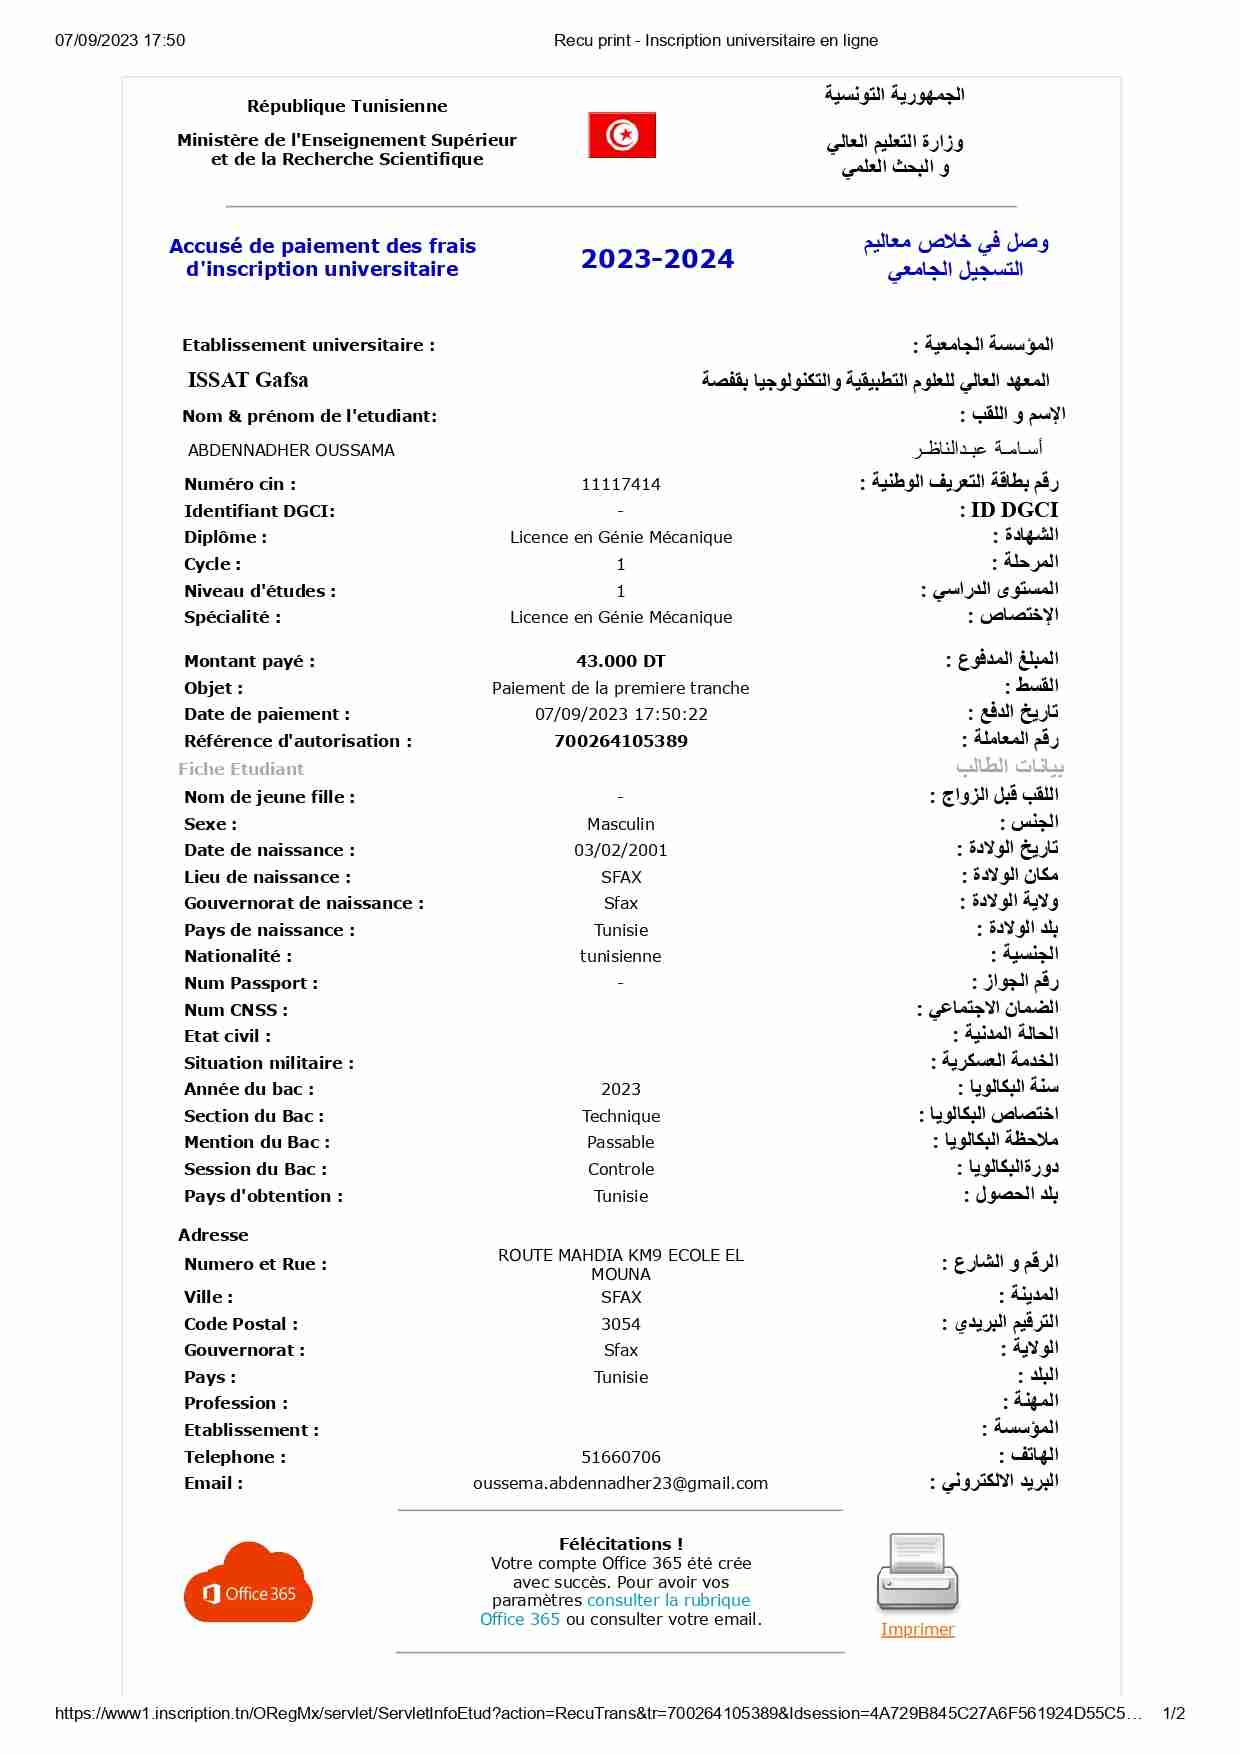 07/09/2023 17:50 Recu print - Inscription universitaire en ligne
République Tunisienne
Ministère de l'Enseignement Supérieur
et de la Recherche Scientifique
الجمهورية التونسية
وزارة التعليم العالي
و البحث العلمي
Accusé de paiement des frais
d'inscription universitaire
2023-2024
وصل في خلاص معاليم
التسجيل الجامعي
Etablissement universitaire : المؤسسة الجامعية :
ISSAT Gafsa المعهد العالي للعلوم التطبيقية والتكنولوجيا بقفصة
Nom & prénom de l'etudiant: الإسم و اللقب :
ABDENNADHER OUSSAMA أسـامـة عبـدالناظـر
Numéro cin : 11117414 رقم بطاقة التعريف الوطنية :
Identifiant DGCI: - : ID DGCI
Diplôme : Licence en Génie Mécanique الشهادة :
Cycle : 1 المرحلة :
Niveau d'études : 1 المستوى الدراسي :
Spécialité : Licence en Génie Mécanique الإختصاص :
Montant payé : 43.000 DT المبلغ المدفوع :
Objet : Paiement de la premiere tranche القسط :
Date de paiement : 07/09/2023 17:50:22 تاريخ الدفع :
Référence d'autorisation : 700264105389 رقم المعاملة :
Fiche Etudiant بيانات الطالب
Nom de jeune fille : - اللقب قبل الزواج :
Sexe : Masculin الجنس :
Date de naissance : 03/02/2001 تاريخ الولادة :
Lieu de naissance : SFAX مكان الولادة :
Gouvernorat de naissance : Sfax ولاية الولادة :
Pays de naissance : Tunisie بلد الولادة :
Nationalité : tunisienne الجنسية :
Num Passport : - رقم الجواز :
Num CNSS : الضمان الاجتماعي :
Etat civil : الحالة المدنية :
Situation militaire : الخدمة العسكرية :
Année du bac : 2023 سنة البكالويا :
Section du Bac : Technique اختصاص البكالويا :
Mention du Bac : Passable ملاحظة البكالويا :
Session du Bac : Controle دورةالبكالويا :
Pays d'obtention : Tunisie بلد الحصول :
Adresse
Numero et Rue : ROUTE MAHDIA KM9 ECOLE EL
MOUNA الرقم و الشارع :
Ville : SFAX المدينة :
Code Postal : 3054 الترقيم البريدي :
Gouvernorat : Sfax الولاية :
Pays : Tunisie البلد :
Profession : المهنة :
Etablissement : المؤسسة :
Telephone : 51660706 الهاتف :
Email : oussema.abdennadher23@gmail.com البريد الالكتروني :
Office 365
Félécitations !
Votre compte Office 365 été crée
avec succès. Pour avoir vos
paramètres consulter la rubrique
Office 365 ou consulter votre email.
Imprimer
https://www1.inscription.tn/ORegMx/servlet/ServletInfoEtud?action=RecuTrans&tr=700264105389&Idsession=4A729B845C27A6F561924D55C5… 1/2